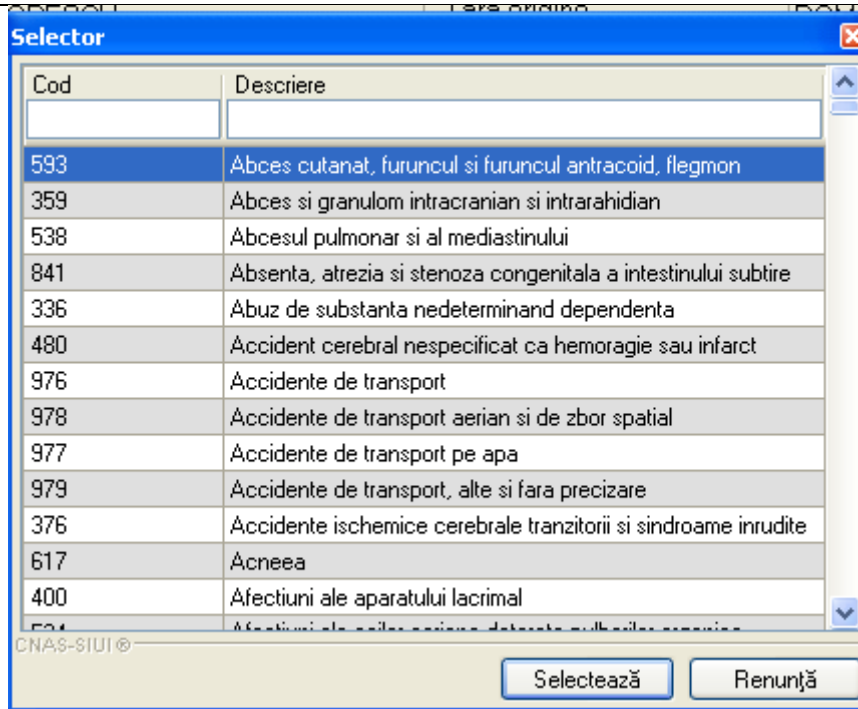 Selector
Cod Descriere
593 Abces cutanat, furuncul si furuncul antracoid, flegmon
359 Abces si granulom intracranian si intrarahidian
538 Abcesul pulmonar si al mediastinului
841 Absenta, atrezia si stenoza congenitala a intestinului subtire
336 Abuz de substanta nedeterminand dependenta
480 Accident cerebral nespecificat ca hemoragie sau infarct
976 Accidente de transport
978 Accidente de transport aerian si de zbor spatial
977 Accidente de transport pe apa
979 Accidente de transport, alte si fara precizare
376 Accidente ischemice cerebrale tranzitorii si sindroame inrudite
617 Acneea
400 Afectiuni ale aparatului lacrimal
CNAS-SIUI®
Selectează Renunţă